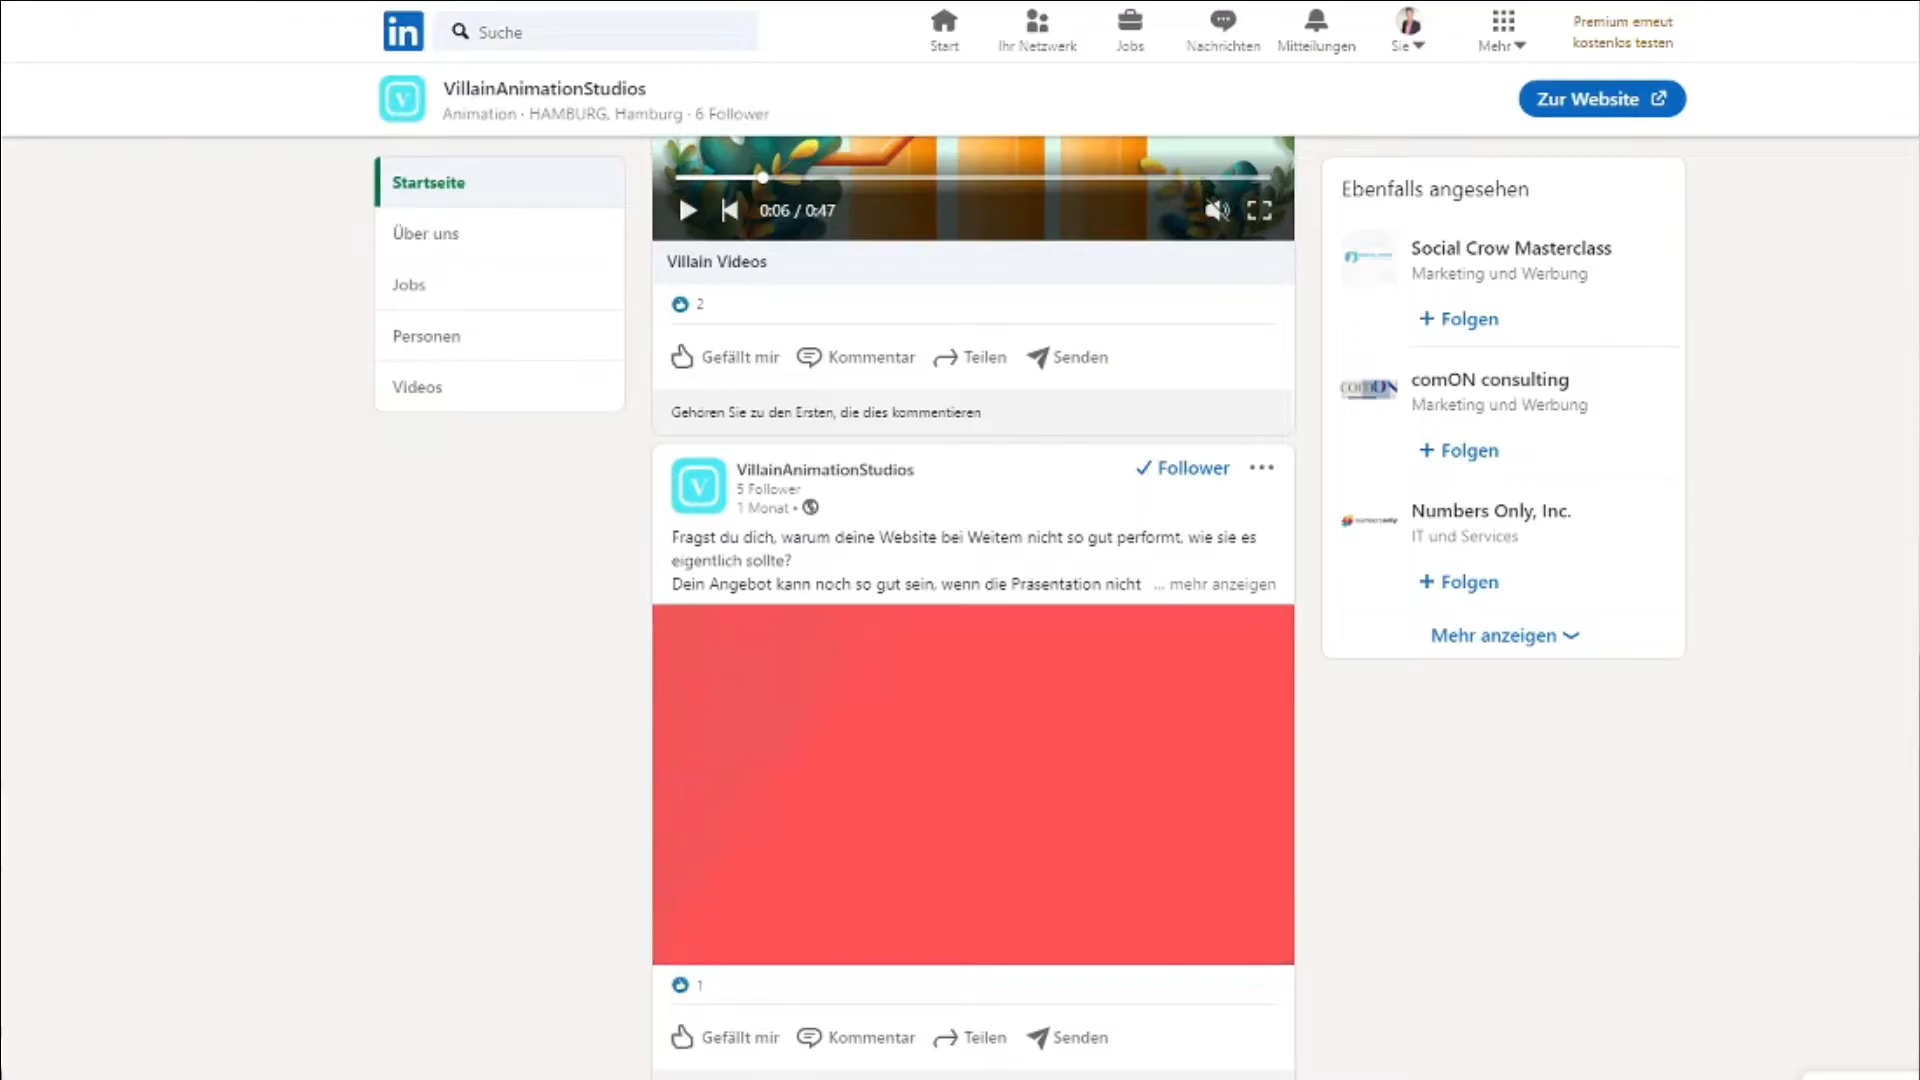 in
Suche
Start
Ihr Netzwerk
Jobs
Nachrichten
Mitteilungen
Sie
Mehr
Premium erneut
kostenlos testen
V
VillainAnimationStudios
Animation · HAMBURG, Hamburg · 6 Follower
Zur Website
Startseite
Über uns
Jobs
Personen
Videos
0:06 / 0:47
Villain Videos
2
Gefällt mir
Kommentar
Teilen
Senden
Gehören Sie zu den Ersten, die dies kommentieren
V
VillainAnimationStudios
5 Follower
1 Monat •
✓ Follower
Fragst du dich, warum deine Website bei Weitem nicht so gut performt, wie sie es
eigentlich sollte?
Dein Angebot kann noch so gut sein, wenn die Präsentation nicht ... mehr anzeigen
1
Gefällt mir
Kommentar
Teilen
Senden
Ebenfalls angesehen
Social Crow Masterclass
Marketing und Werbung
+ Folgen
comON
comON consulting
Marketing und Werbung
+ Folgen
Numbers Only, Inc.
IT und Services
+ Folgen
Mehr anzeigen